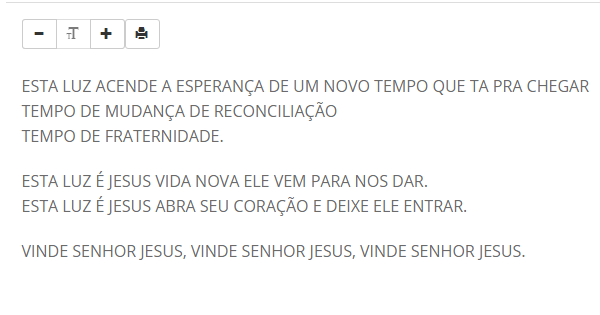 ESTA LUZ ACENDE A ESPERANÇA DE UM NOVO TEMPO QUE TA PRA CHEGAR
TEMPO DE MUDANÇA DE RECONCILIAÇÃO
TEMPO DE FRATERNIDADE.
ESTA LUZ É JESUS VIDA NOVA ELE VEM PARA NOS DAR.
ESTA LUZ É JESUS ABRA SEU CORAÇÃO E DEIXE ELE ENTRAR.
VINDE SENHOR JESUS, VINDE SENHOR JESUS, VINDE SENHOR JESUS.